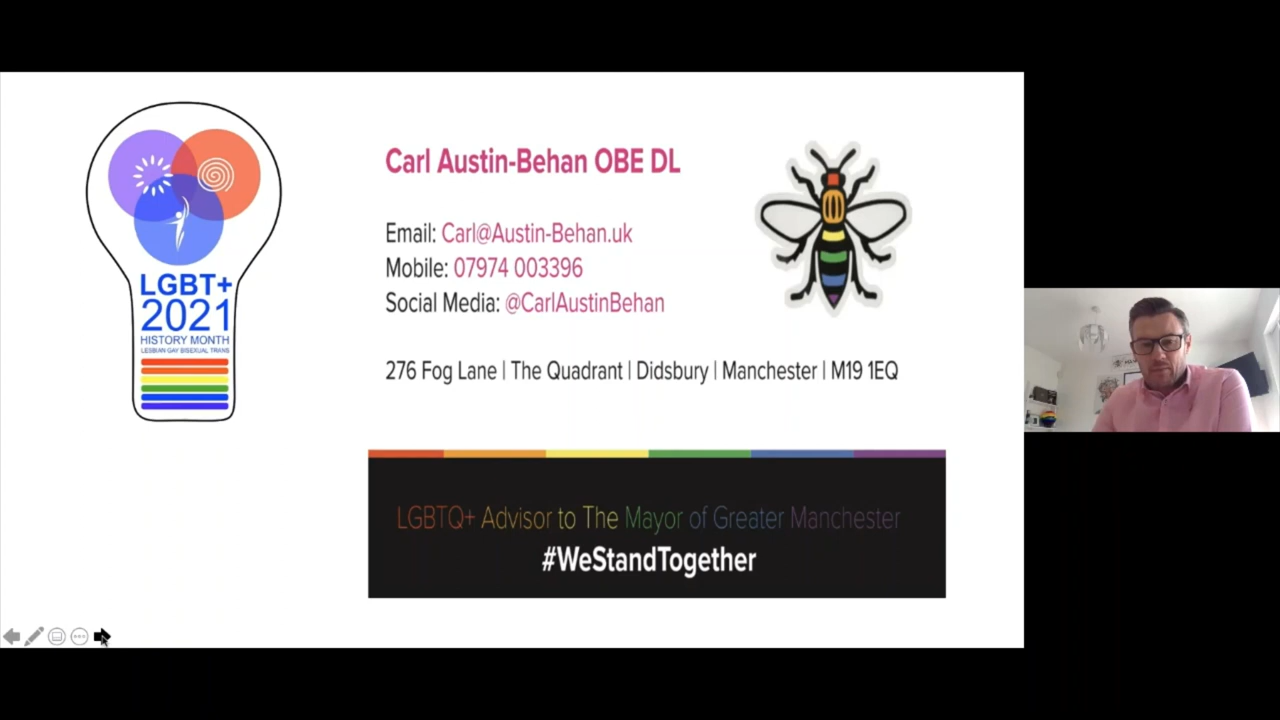 LGBT+
2021
HISTORY MONTH
LESBIAN GAY BISEXUAL TRANS
Carl Austin-Behan OBE DL
Email: Carl@Austin-Behan.uk
Mobile: 07974 003396
Social Media: @CarlAustinBehan
276 Fog Lane | The Quadrant | Didsbury | Manchester | M19 1EQ
LGBTQ+ Advisor to The Mayor of Greater Manchester
#WeStandTogether